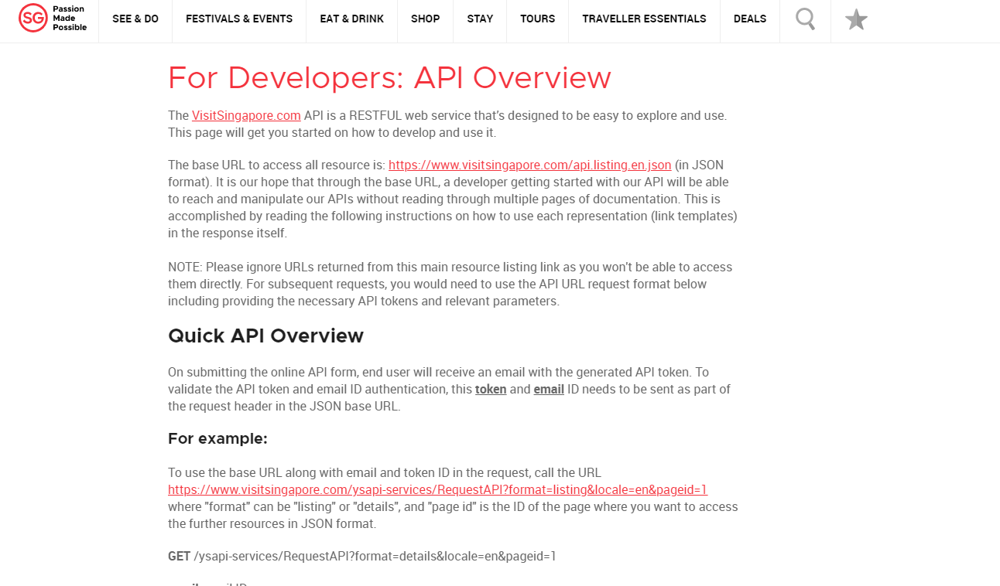 SG Passion
Made
Possible
SEE & DO
FESTIVALS & EVENTS
EAT & DRINK
SHOP
STAY
TOURS
TRAVELLER ESSENTIALS
DEALS
For Developers: API Overview
The VisitSingapore.com API is a RESTFUL web service that’s designed to be easy to explore and use.
This page will get you started on how to develop and use it.
The base URL to access all resource is: https://www.visitsingapore.com/api.listing.en.json (in JSON
format). It is our hope that through the base URL, a developer getting started with our API will be able
to reach and manipulate our APIs without reading through multiple pages of documentation. This is
accomplished by reading the following instructions on how to use each representation (link templates)
in the response itself.
NOTE: Please ignore URLs returned from this main resource listing link as you won't be able to access
them directly. For subsequent requests, you would need to use the API URL request format below
including providing the necessary API tokens and relevant parameters.
Quick API Overview
On submitting the online API form, end user will receive an email with the generated API token. To
validate the API token and email ID authentication, this token and email ID needs to be sent as part of
the request header in the JSON base URL.
For example:
To use the base URL along with email and token ID in the request, call the URL
https://www.visitsingapore.com/ysapi-services/RequestAPI?format=listing&locale=en&pageid=1
where "format" can be "listing" or "details", and "page id" is the ID of the page where you want to access
the further resources in JSON format.
GET /ysapi-services/RequestAPI?format=details&locale=en&pageid=1